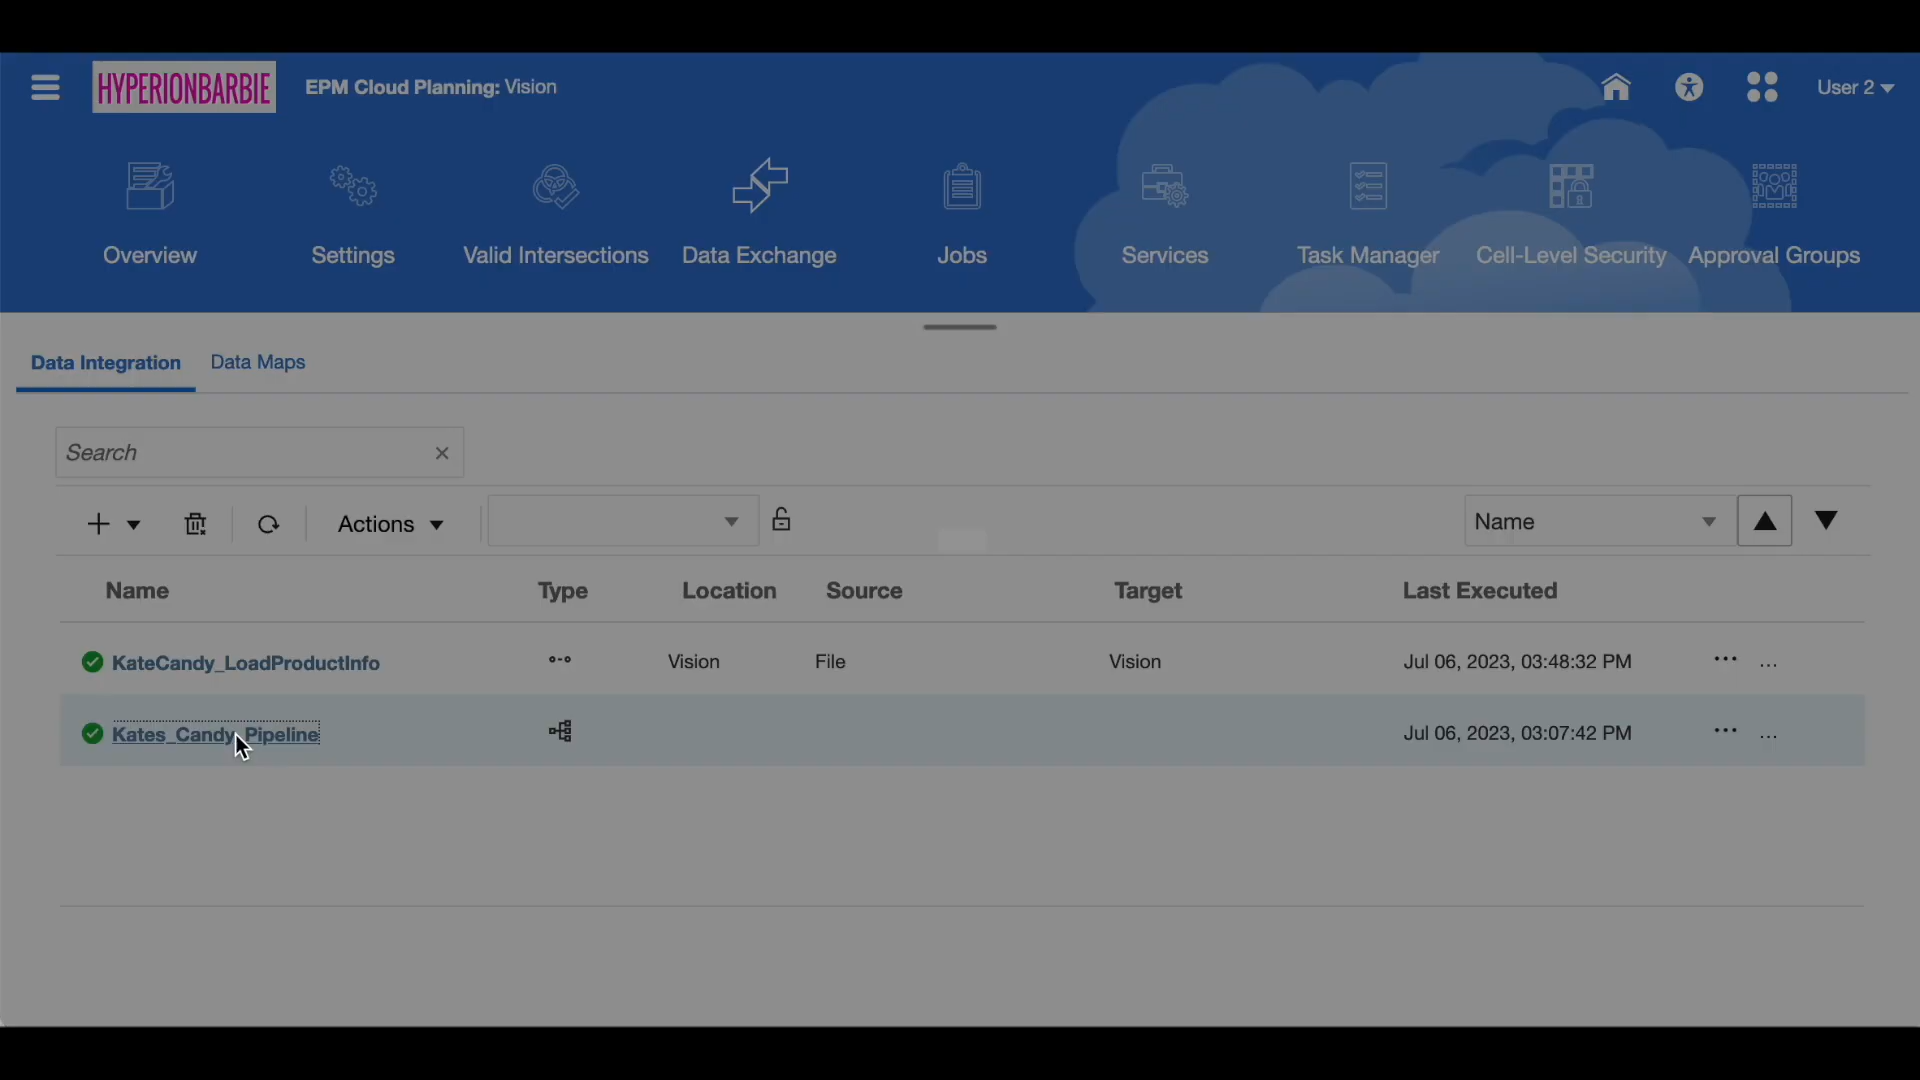 HYPERIONBARBIE EPM Cloud Planning: Vision User 2
Overview Settings Valid Intersections Data Exchange Jobs Services Task Manager Cell-Level Security Approval Groups
Data Integration Data Maps
Search
Actions Name
Name Type Location Source Target Last Executed
KateCandy_LoadProductInfo Vision File Vision Jul 06, 2023, 03:48:32 PM ... ...
Kates_Candy_Pipeline Jul 06, 2023, 03:07:42 PM ... ...